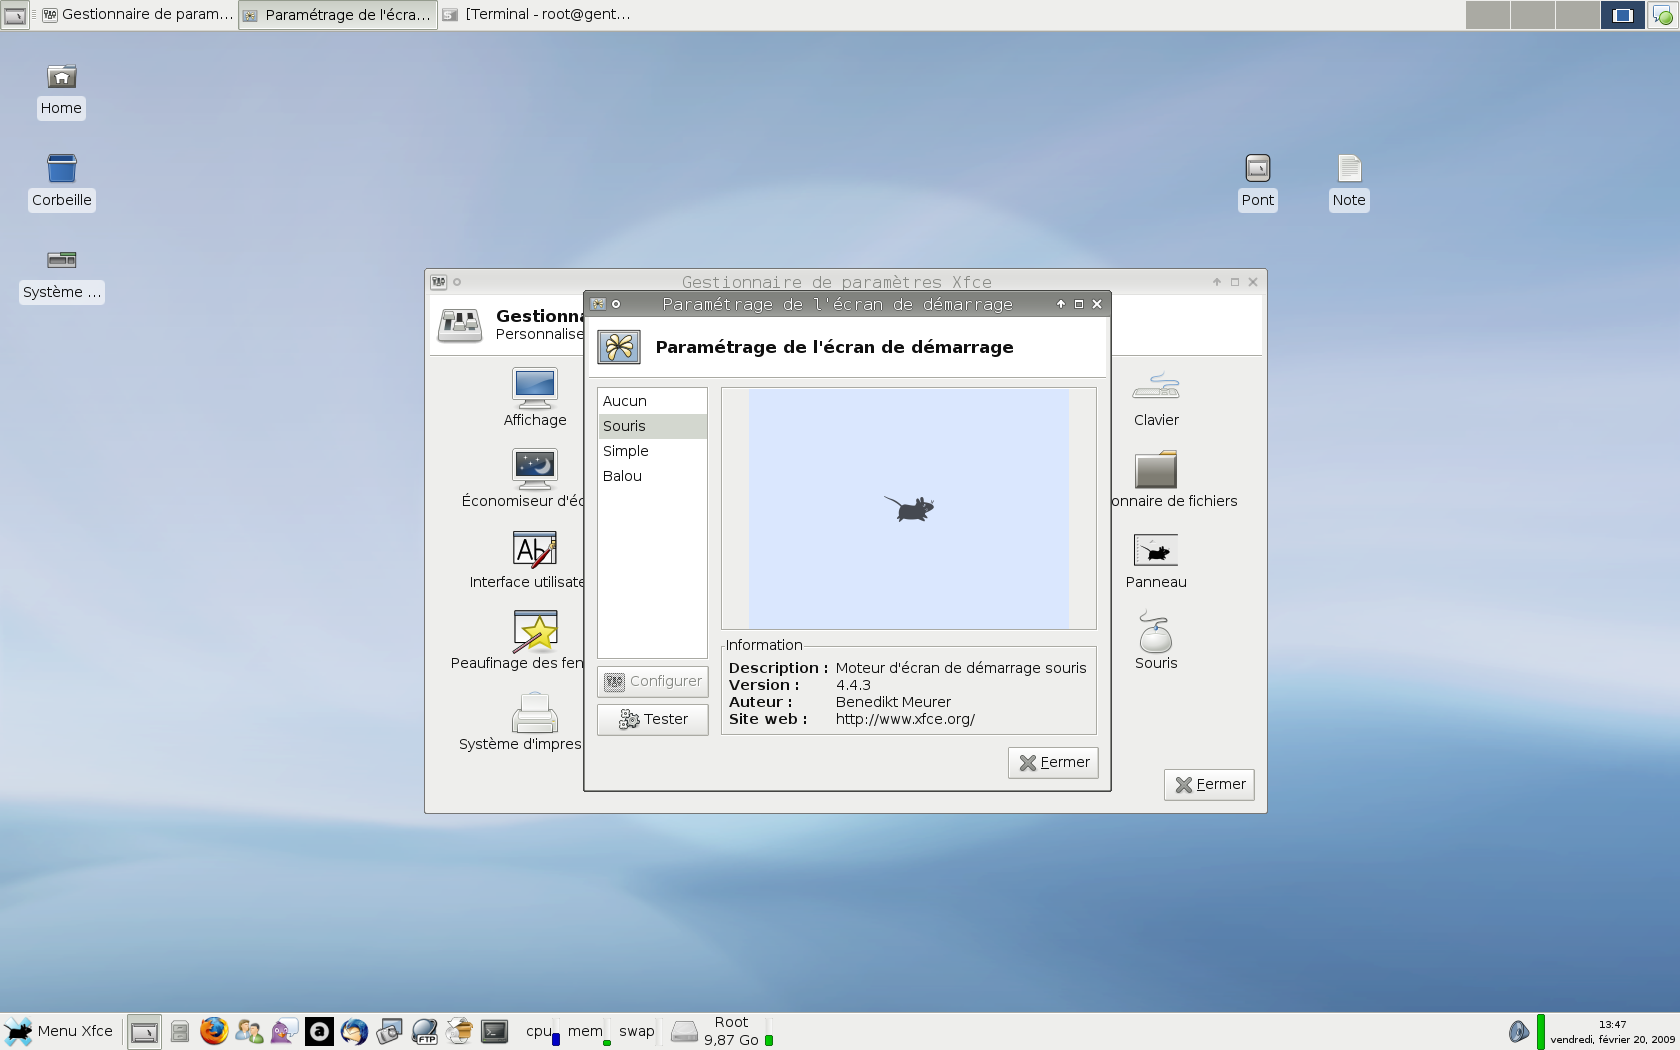 Gestionnaire de param...
Paramétrage de l'écra...
[Terminal - root@gent...
Home
Corbeille
Système ...
Pont
Note
Gestionnaire de paramètres Xfce
Gestionna
Personnalise
Affichage
Économiseur d'éc
Interface utilisate
Peaufinage des fen
Système d'impres
Clavier
onnaire de fichiers
Panneau
Souris
Fermer
Paramétrage de l'écran de démarrage
Paramétrage de l'écran de démarrage
Aucun
Souris
Simple
Balou
Configurer
Tester
Information
Description : Moteur d'écran de démarrage souris
Version : 4.4.3
Auteur : Benedikt Meurer
Site web : http://www.xfce.org/
Fermer
Menu Xfce
FTP
cpu mem swap
Root
9,87 Go
13:47
vendredi, février 20, 2009